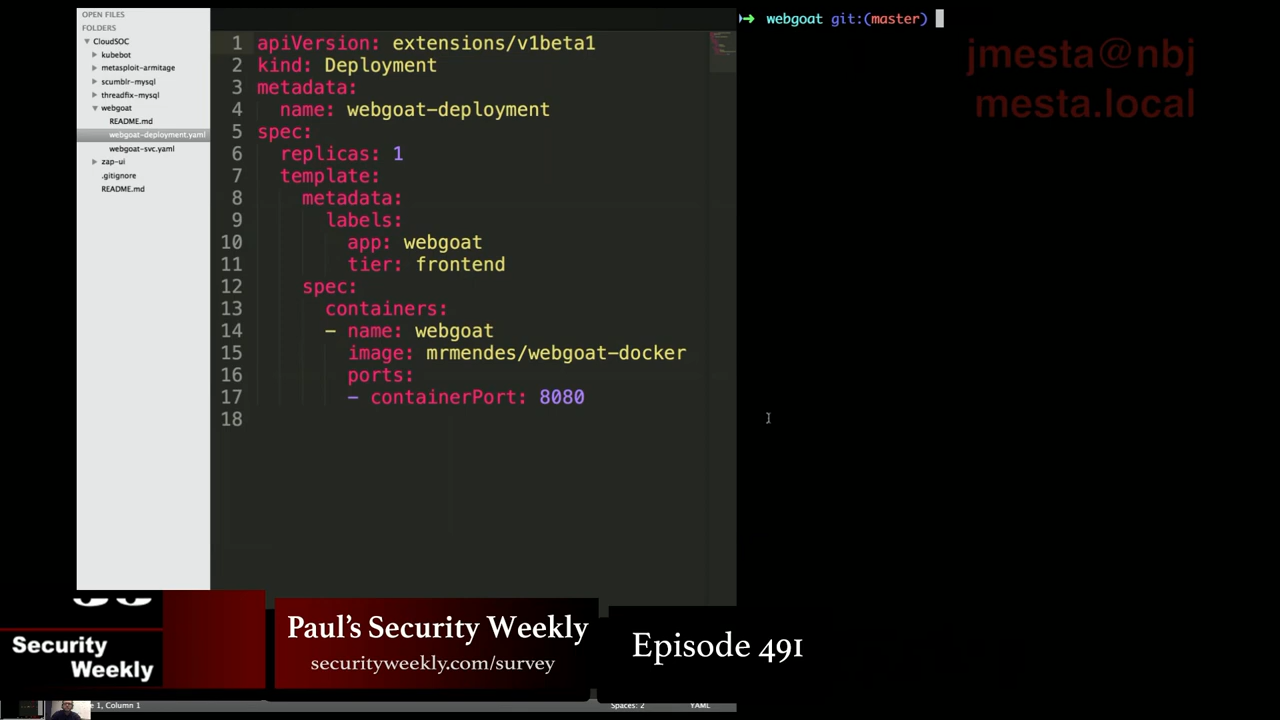 OPEN FILES
FOLDERS
CloudSOC
kubebot
metasploit-armitage
scumblr-mysql
threadfix-mysql
webgoat
README.md
webgoat-deployment.yaml
webgoat-svc.yaml
zap-ui
.gitignore
README.md
1 apiVersion: extensions/v1beta1
2 kind: Deployment
3 metadata:
4 name: webgoat-deployment
5 spec:
6 replicas: 1
7 template:
8 metadata:
9 labels:
10 app: webgoat
11 tier: frontend
12 spec:
13 containers:
14 - name: webgoat
15 image: mrmendes/webgoat-docker
16 ports:
17 - containerPort: 8080
18
➜ webgoat git:(master)
jmesta@nbj
mesta.local
Security
Weekly
Paul's Security Weekly
securityweekly.com/survey
Episode 491
1, Column 1
Spaces: 2
YAML